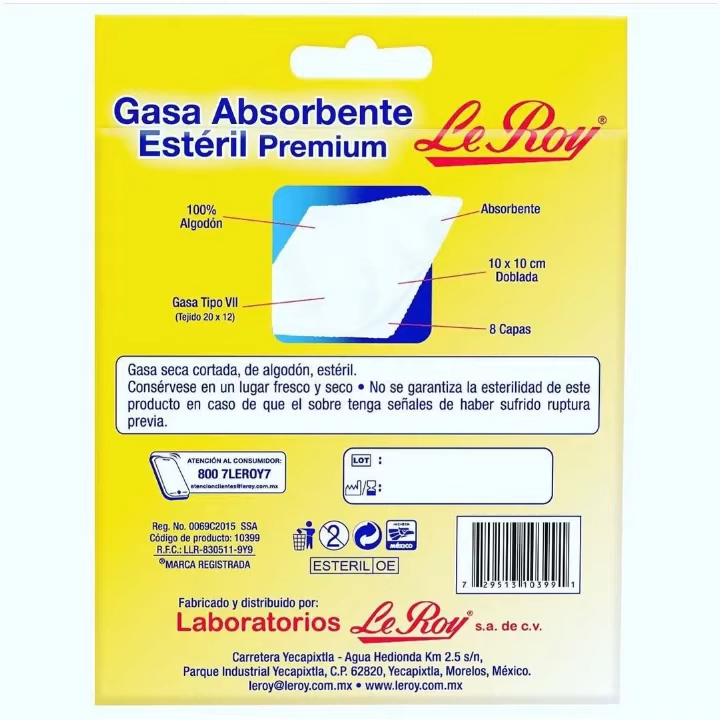 Gasa Absorbente
Estéril Premium
Le Roy®
100%
Algodón
Absorbente
10 x 10 cm
Doblada
Gasa Tipo VII
(Tejido 20 x 12)
8 Capas
Gasa seca cortada, de algodón, estéril.
Consérvese en un lugar fresco y seco • No se garantiza la esterilidad de este
producto en caso de que el sobre tenga señales de haber sufrido ruptura
previa.
ATENCIÓN AL CONSUMIDOR:
800 7LEROY7
atencionclientes@leroy.com.mx
LOT :
:
Reg. No. 0069C2015 SSA
Código de producto: 10399
R.F.C.: LLR-830511-9Y9
®MARCA REGISTRADA
2
HECHO EN
MÉXICO
ESTERIL OE
7 29513 10399 1
Fabricado y distribuido por:
Laboratorios Le Roy® s.a. de c.v.
Carretera Yecapixtla - Agua Hedionda Km 2.5 s/n,
Parque Industrial Yecapixtla, C.P. 62820, Yecapixtla, Morelos, México.
leroy@leroy.com.mx • www.leroy.com.mx